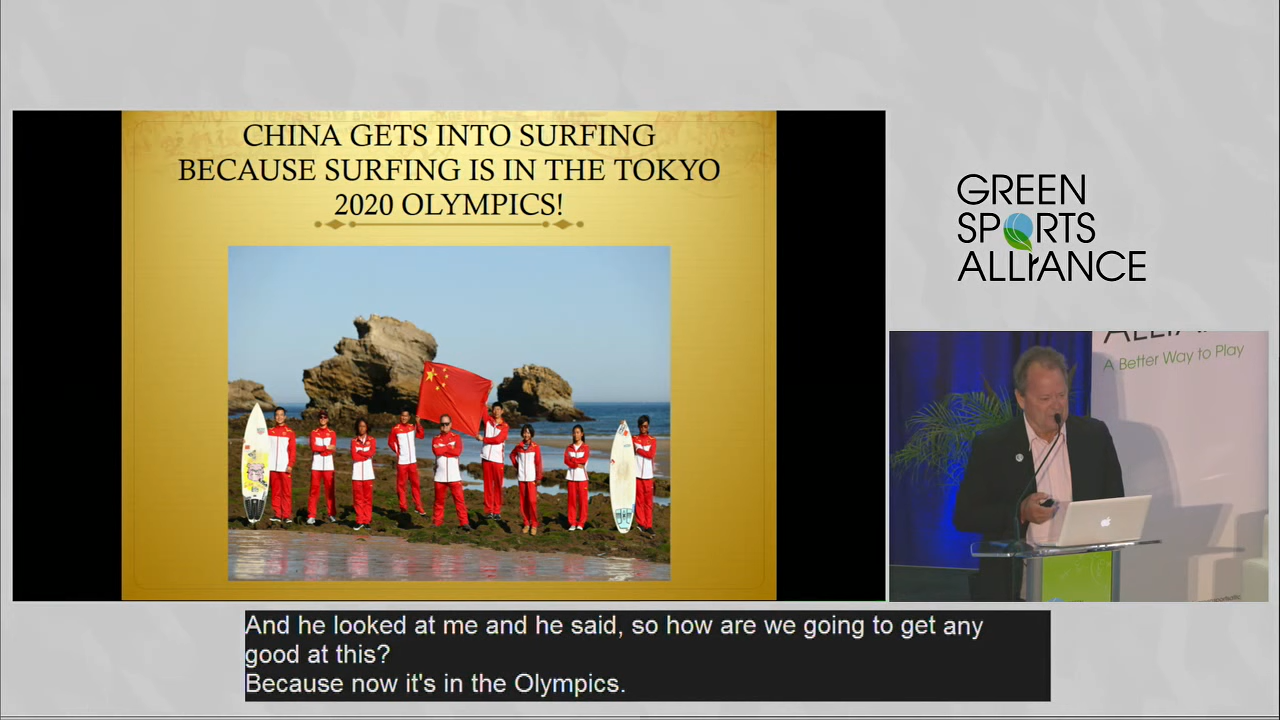 CHINA GETS INTO SURFING
BECAUSE SURFING IS IN THE TOKYO
2020 OLYMPICS!
GREEN
SPORTS
ALLIANCE
A Better Way to Play
And he looked at me and he said, so how are we going to get any
good at this?
Because now it's in the Olympics.